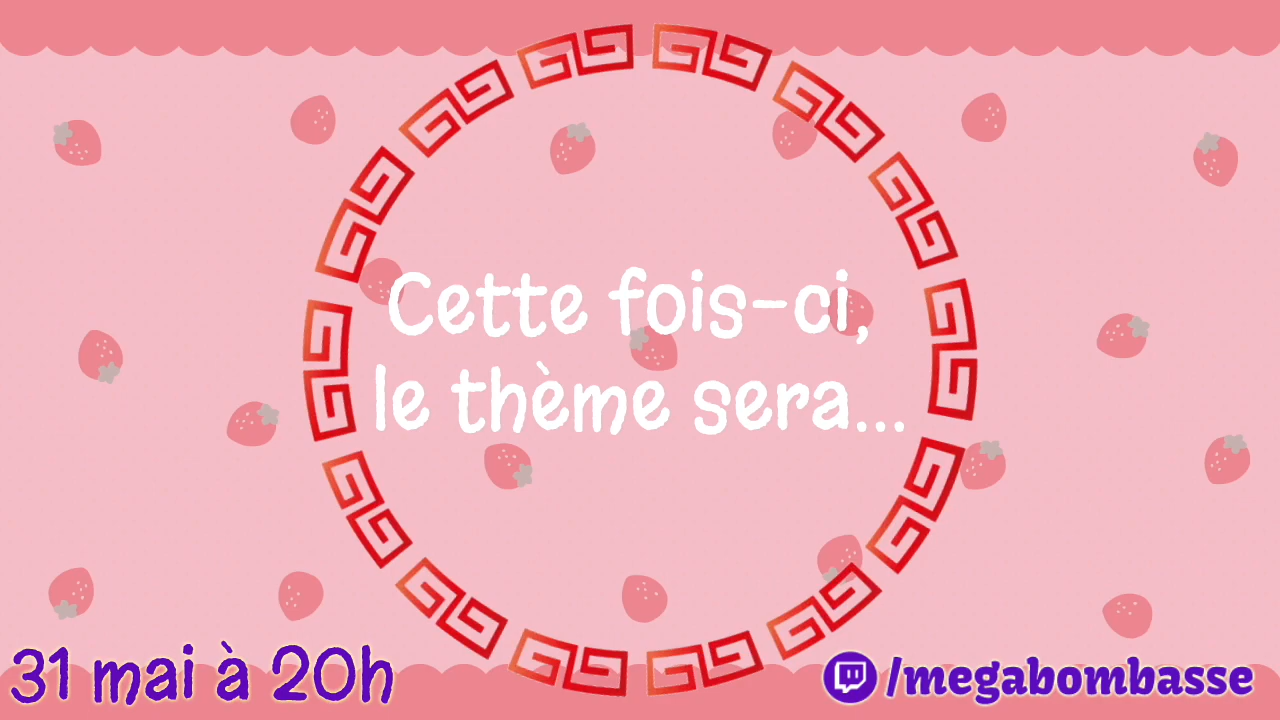 Cette fois-ci,
le thème sera...
31 mai à 20h
/megabombasse